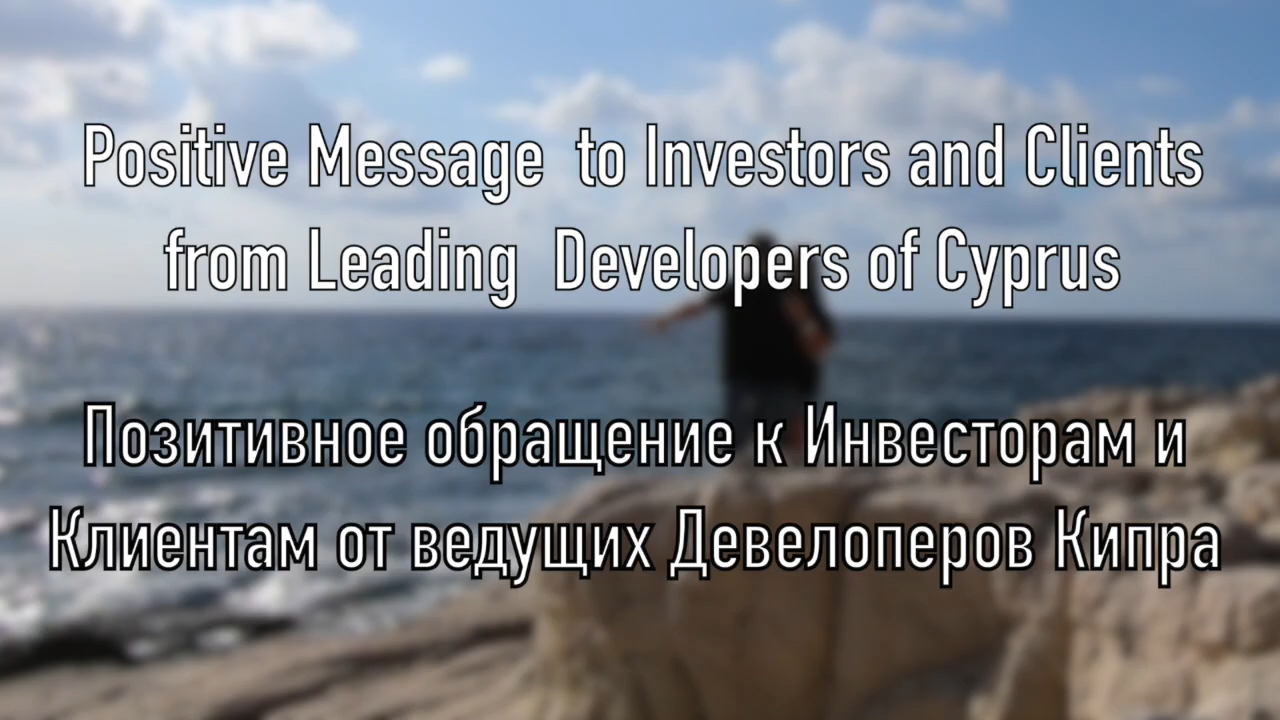 Positive Message  to Investors and Clients
from Leading  Developers of Cyprus
Позитивное обращение к Инвесторам и
Клиентам от ведущих Девелоперов Кипра